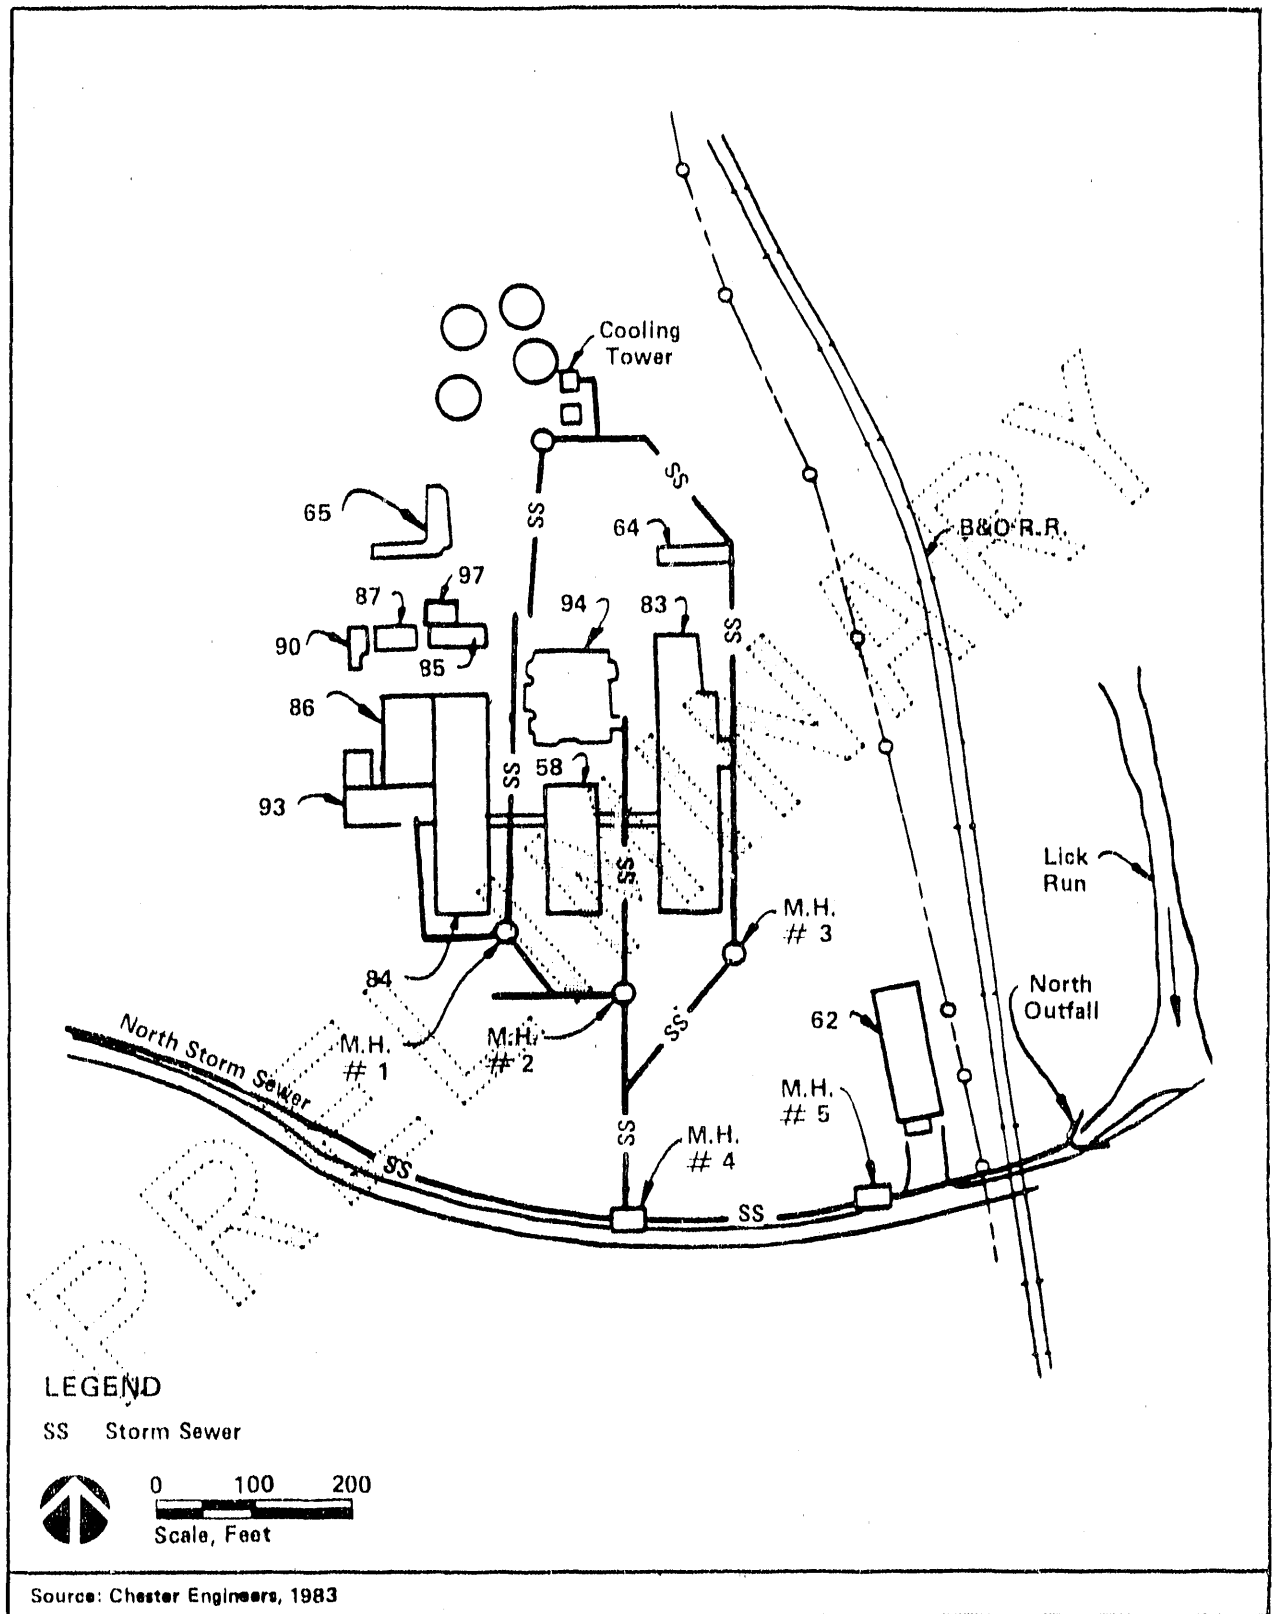 Cooling
Tower
SS
SS
65
64
B&O R.R.
97
87
94
83
90
SS
85
86
58
SS
93
Lick
Run
SS
M.H.
# 3
84
North
Outfall
62
SS
North Storm Sewer
M.H.
# 1
M.H.
# 2
M.H.
# 5
SS
M.H.
# 4
SS
SS
PRELIMINARY
LEGEND
SS Storm Sewer
0 100 200
Scale, Feet
Source: Chester Engineers, 1983